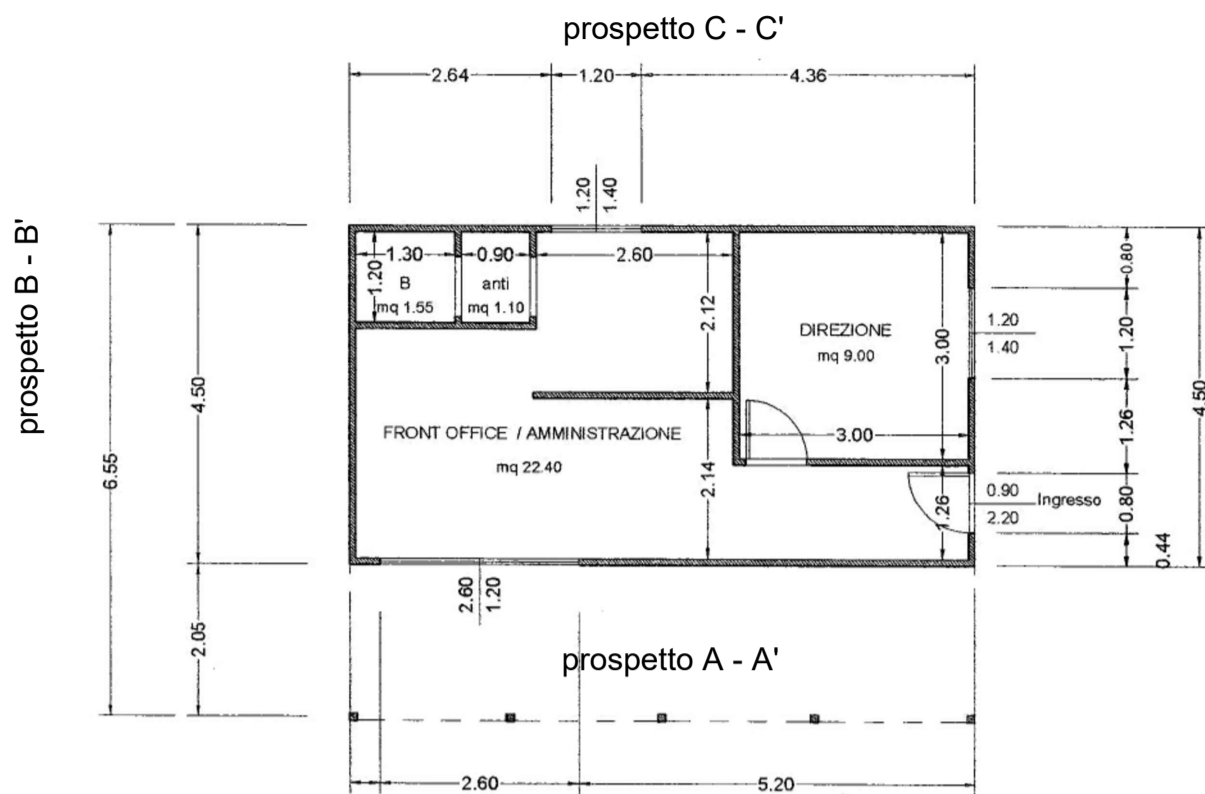 prospetto C - C'
2.64 1.20 4.36
1.20 1.40
prospetto B - B'
6.55
4.50
2.05
1.30
1.20
B
mq 1.55
0.90
anti
mq 1.10
2.60
2.12
DIREZIONE
mq 9.00
3.00
3.00
FRONT OFFICE / AMMINISTRAZIONE
mq 22.40
2.14
1.26
1.20
1.40
0.90
2.20
Ingresso
0.80
1.20
1.26
0.80
0.44
4.50
2.60 1.20
prospetto A - A'
2.60 5.20